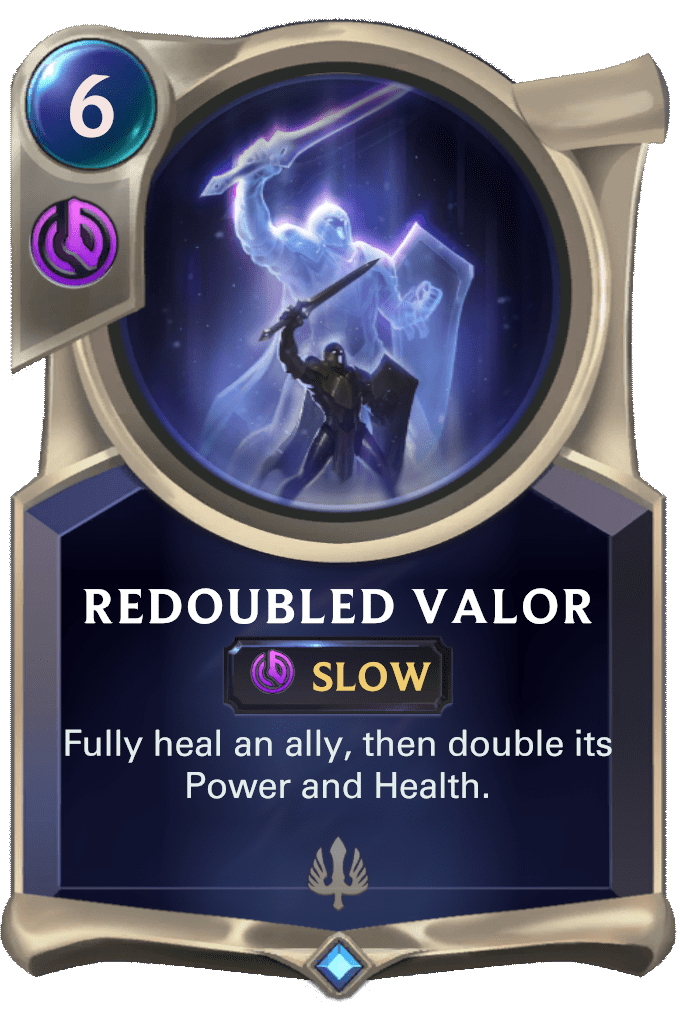 6
REDOUBLED VALOR
SLOW
Fully heal an ally, then double its
Power and Health.